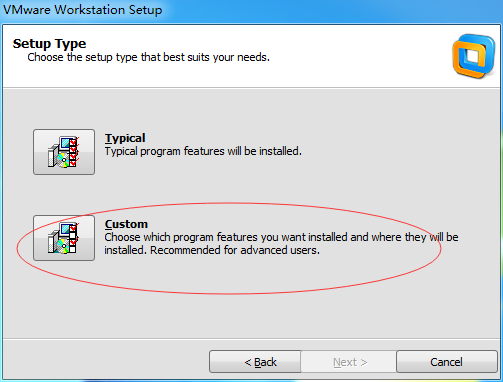 VMware Workstation Setup
Setup Type
Choose the setup type that best suits your needs.
Typical
Typical program features will be installed.
Custom
Choose which program features you want installed and where they will be
installed. Recommended for advanced users.
< Back
Next >
Cancel